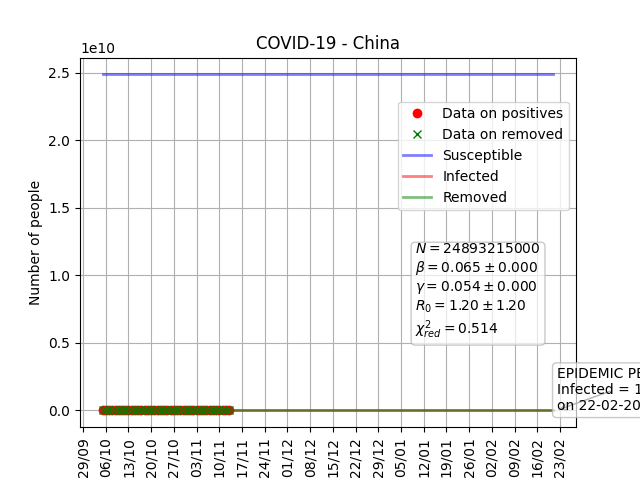 COVID-19 - China
1e10
2.5
2.0
1.5
1.0
0.5
0.0
Number of people
Data on positives
Data on removed
Susceptible
Infected
Removed
N = 24893215000
β = 0.065 ± 0.000
γ = 0.054 ± 0.000
R₀ = 1.20 ± 1.20
χ²red = 0.514
EPIDEMIC PE
Infected = 1
on 22-02-20
29/09
06/10
13/10
20/10
27/10
03/11
10/11
17/11
24/11
01/12
08/12
15/12
22/12
29/12
05/01
12/01
19/01
26/01
02/02
09/02
16/02
23/02